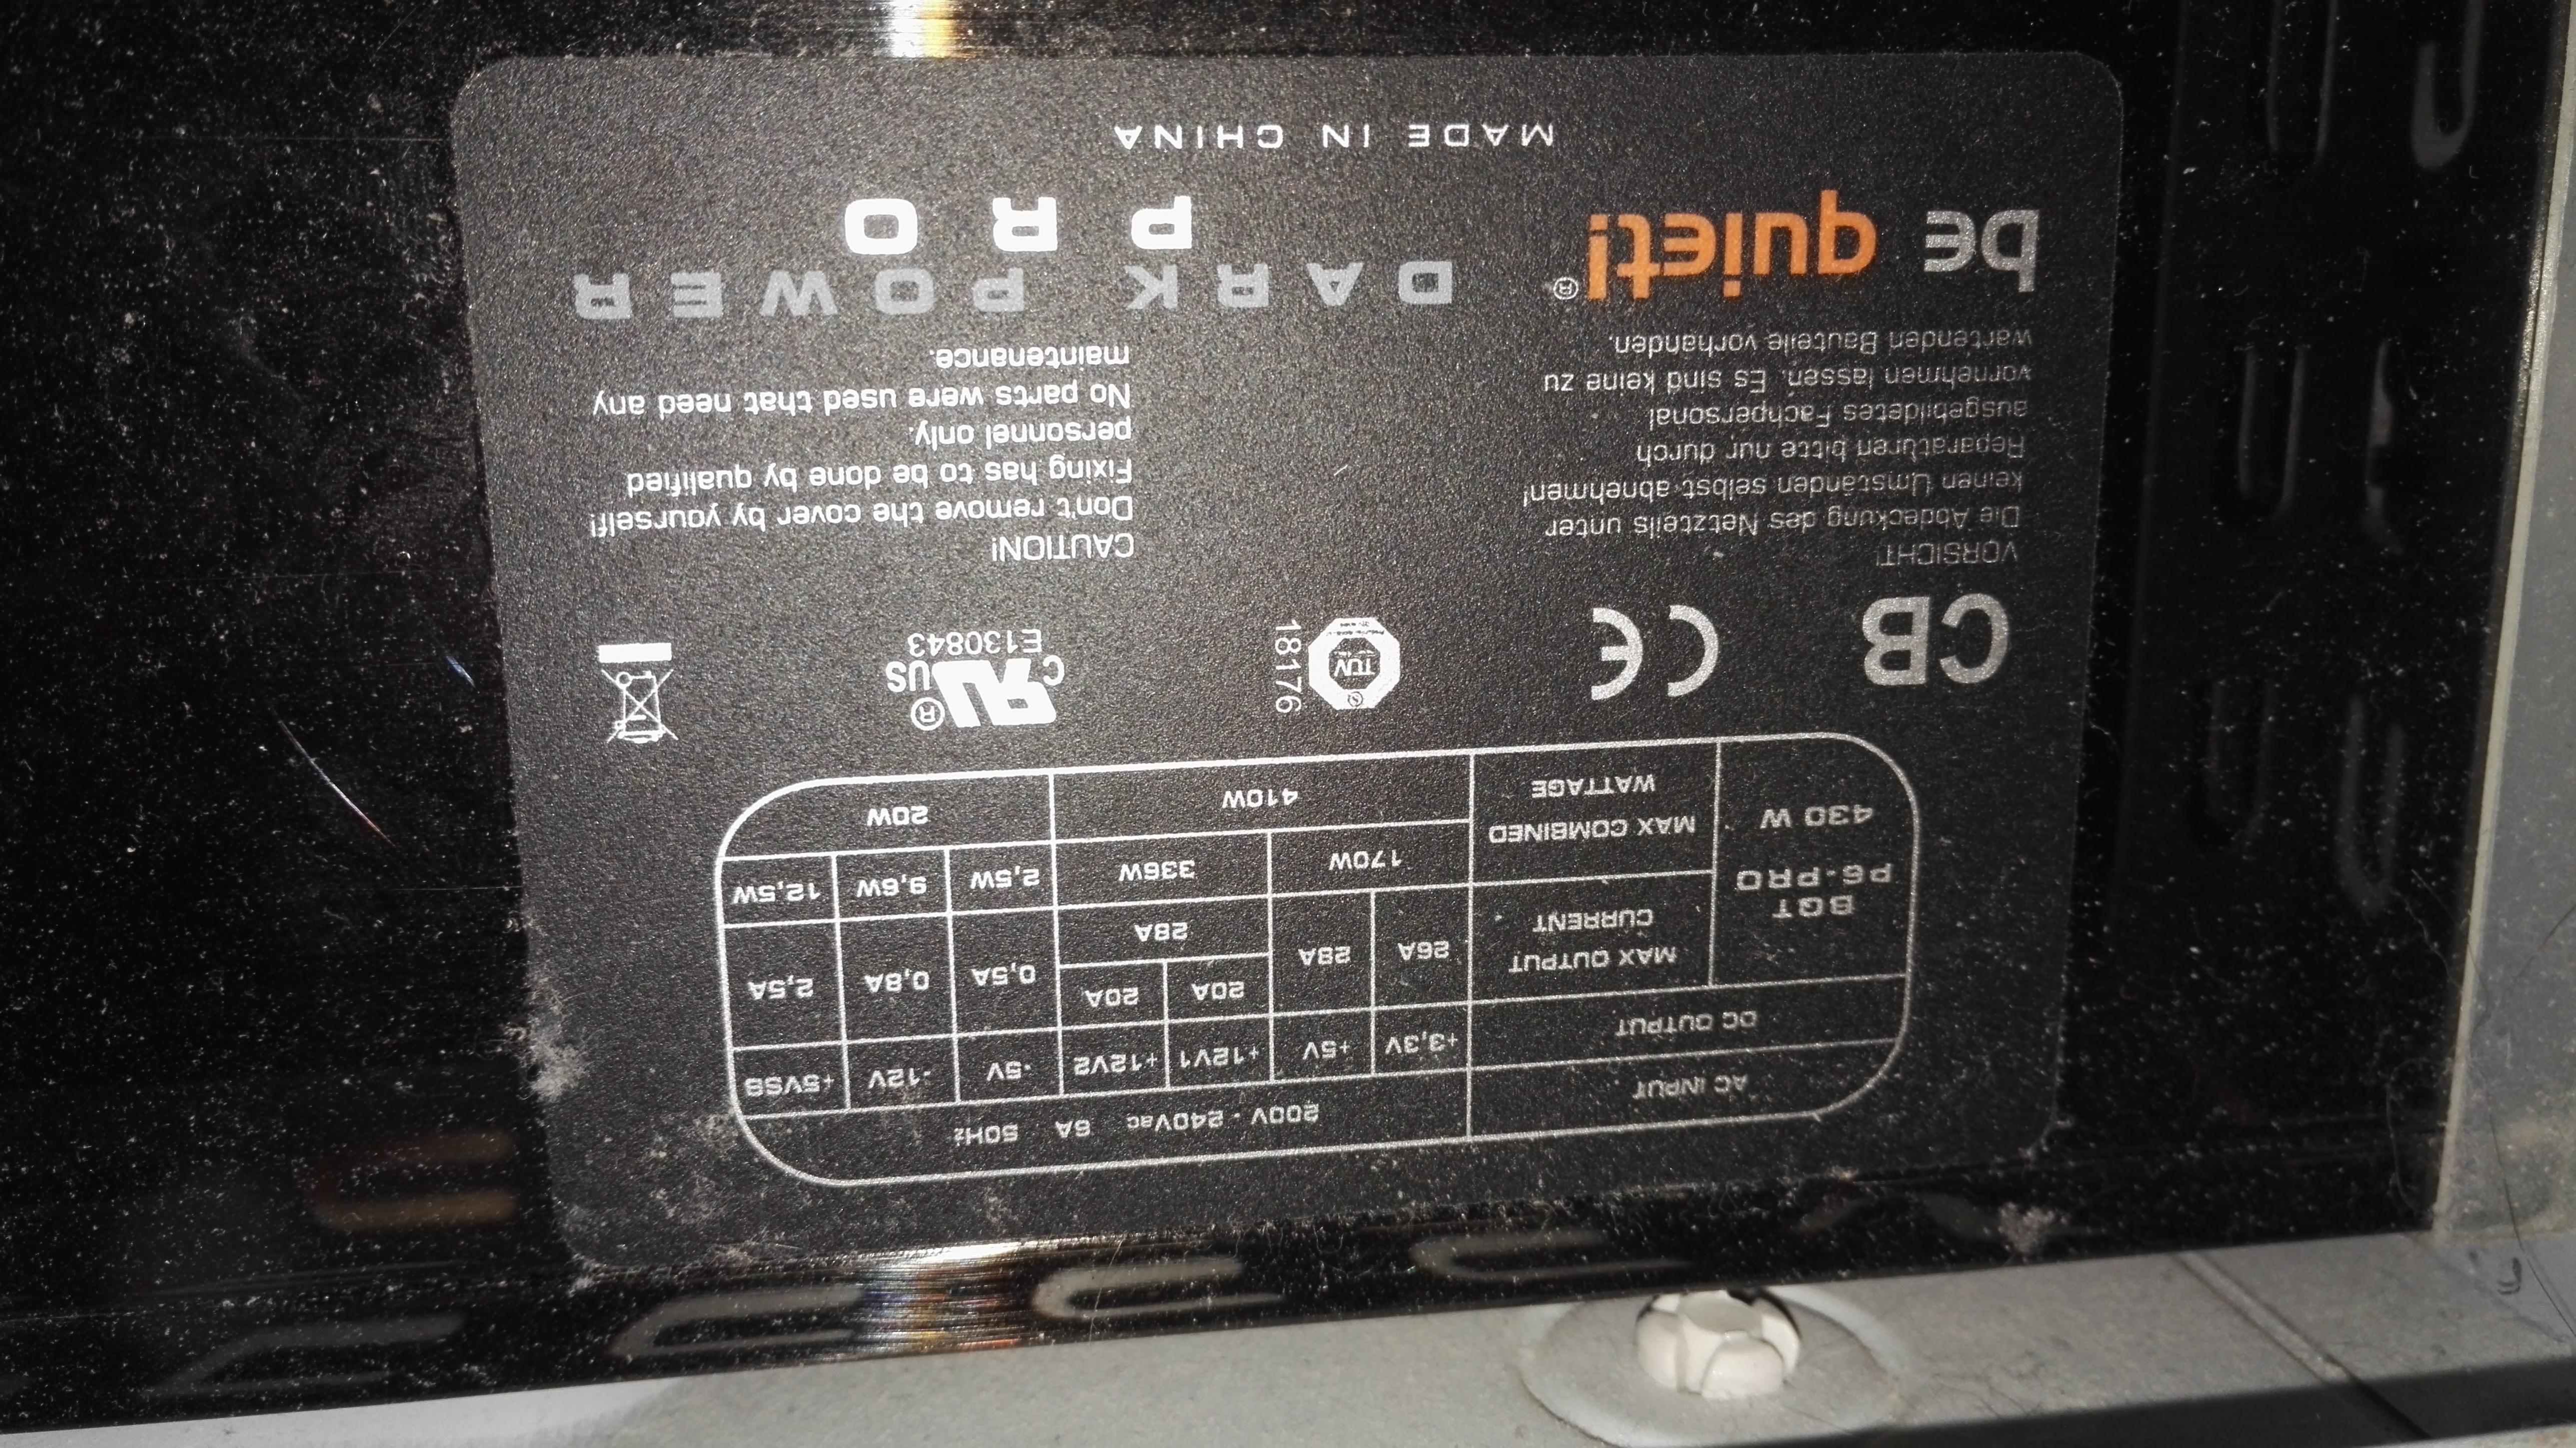 AC INPUT 200V - 240Vac 6A 50Hz
DC OUTPUT +3,3V +5V +12V1 +12V2 -5V -12V +5VSB
BQT
P6-PRO
430 W
MAX OUTPUT
CURRENT
26A 28A 20A 20A 0,5A 0,8A 2,5A
28A
MAX COMBINED
WATTAGE
170W 336W 2,5W 9,6W 12,5W
410W 20W
CB CE TÜV 18176 c RU US ® E130843
VORSICHT!
Die Abdeckung des Netzteils unter
keinen Umständen selbst abnehmen!
Reparaturen bitte nur durch
ausgebildetes Fachpersonal
vornehmen lassen. Es sind keine zu
wartenden Bauteile vorhanden.
CAUTION!
Don't remove the cover by yourself!
Fixing has to be done by qualified
personnel only.
No parts were used that need any
maintenance.
be quiet!® DARK POWER
PRO
MADE IN CHINA